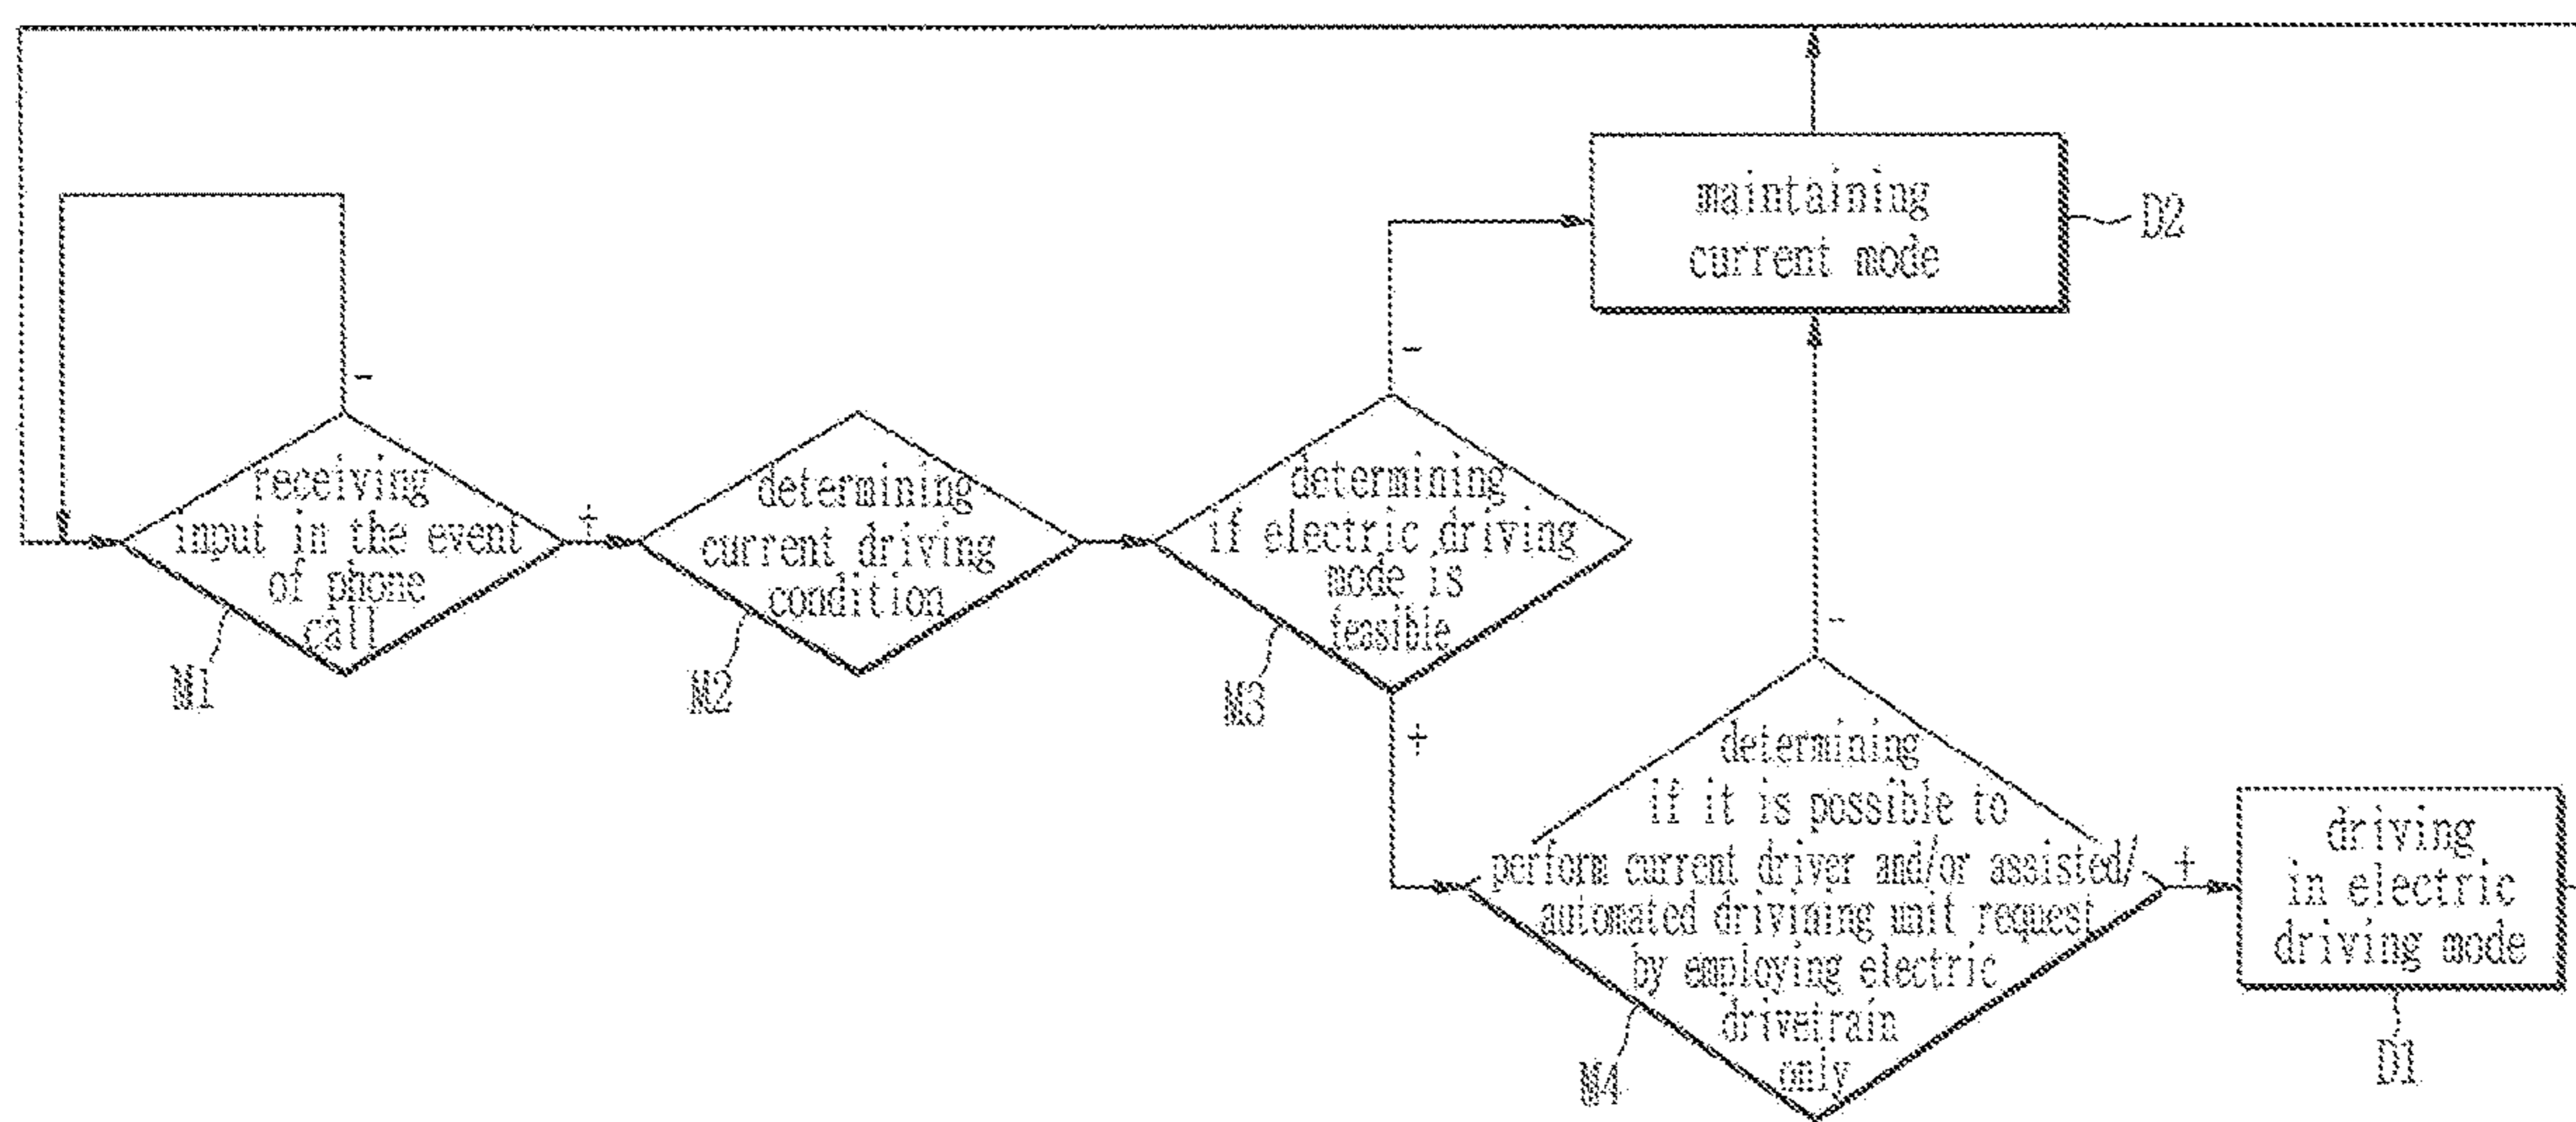 receiving
input in the event
of phone
call
-
+
M1
determining
current driving
condition
M2
determining
if electric driving
mode is
feasible
-
+
M3
maintaining
current mode
D2
determining
if it is possible to
perform current driver and/or assisted/
automated drivining unit request
by employing electric
drivetrain
only
-
+
M4
driving
in electric
driving mode
D1